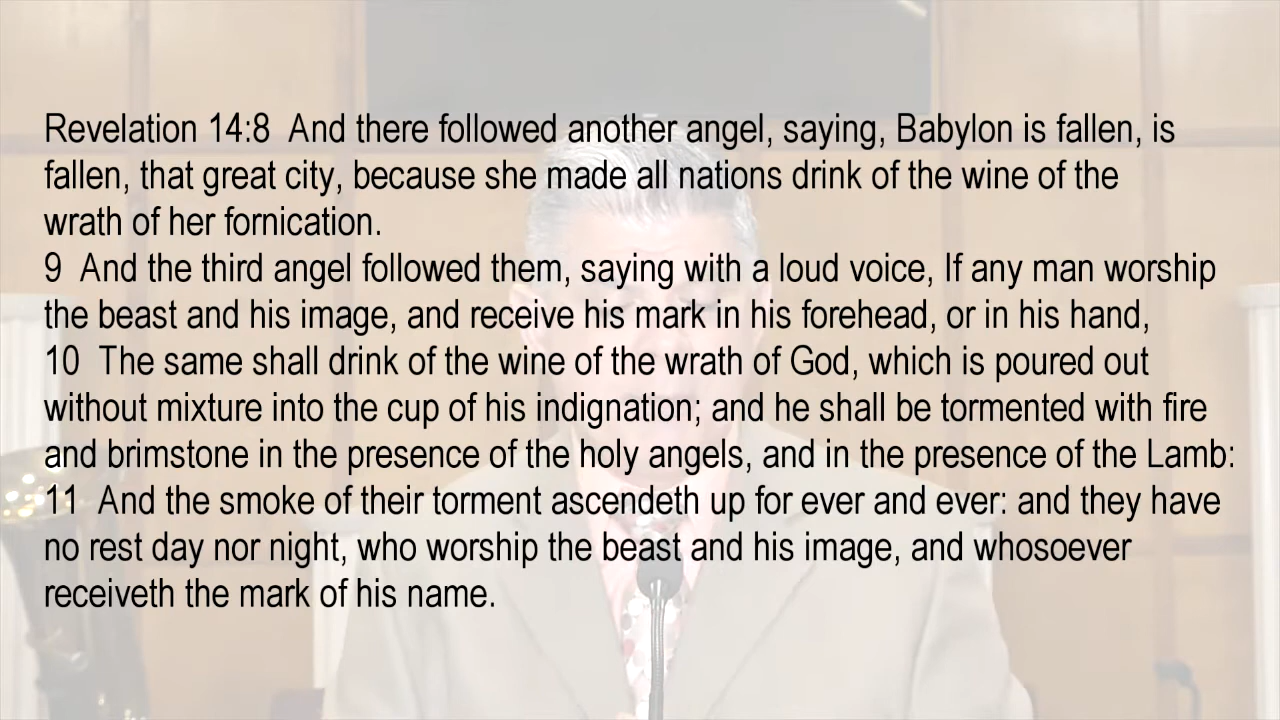 Revelation 14:8  And there followed another angel, saying, Babylon is fallen, is
fallen, that great city, because she made all nations drink of the wine of the
wrath of her fornication.
9  And the third angel followed them, saying with a loud voice, If any man worship
the beast and his image, and receive his mark in his forehead, or in his hand,
10  The same shall drink of the wine of the wrath of God, which is poured out
without mixture into the cup of his indignation; and he shall be tormented with fire
and brimstone in the presence of the holy angels, and in the presence of the Lamb:
11  And the smoke of their torment ascendeth up for ever and ever: and they have
no rest day nor night, who worship the beast and his image, and whosoever
receiveth the mark of his name.